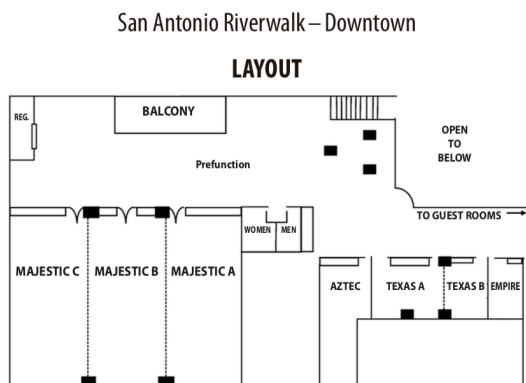 San Antonio Riverwalk – Downtown
LAYOUT
REG.
BALCONY
OPEN
TO
BELOW
Prefunction
TO GUEST ROOMS
WOMEN
MEN
MAJESTIC C
MAJESTIC B
MAJESTIC A
AZTEC
TEXAS A
TEXAS B
EMPIRE